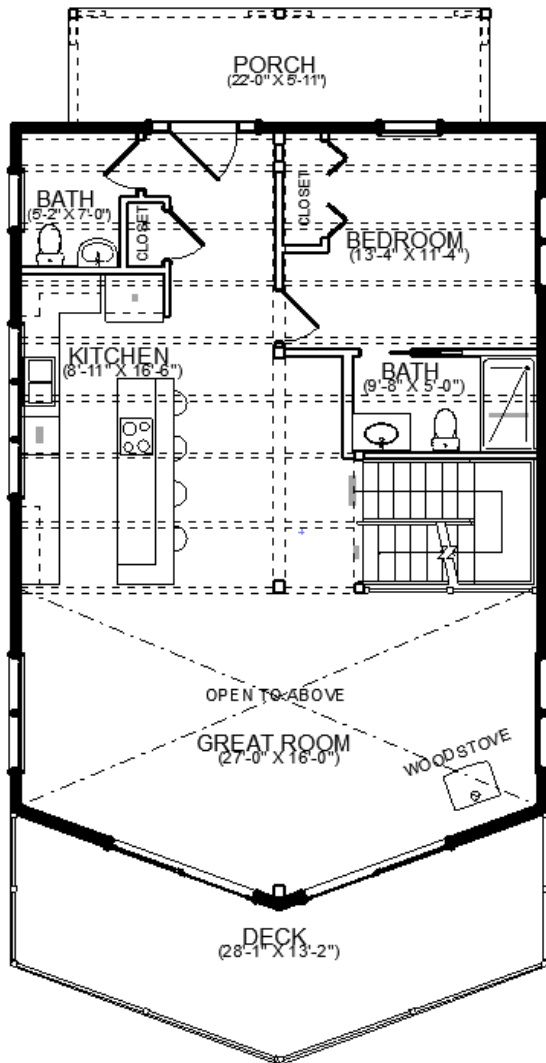 PORCH
(22'-0" X 5'-11")
BATH
(5'-2" X 7'-0")
CLOSET
CLOSET
BEDROOM
(13'-4" X 11'-4")
KITCHEN
(8'-11" X 16'-6")
BATH
(9'-8" X 5'-0")
OPEN TO ABOVE
GREAT ROOM
(27'-0" X 16'-0")
WOODSTOVE
DECK
(28'-1" X 13'-2")